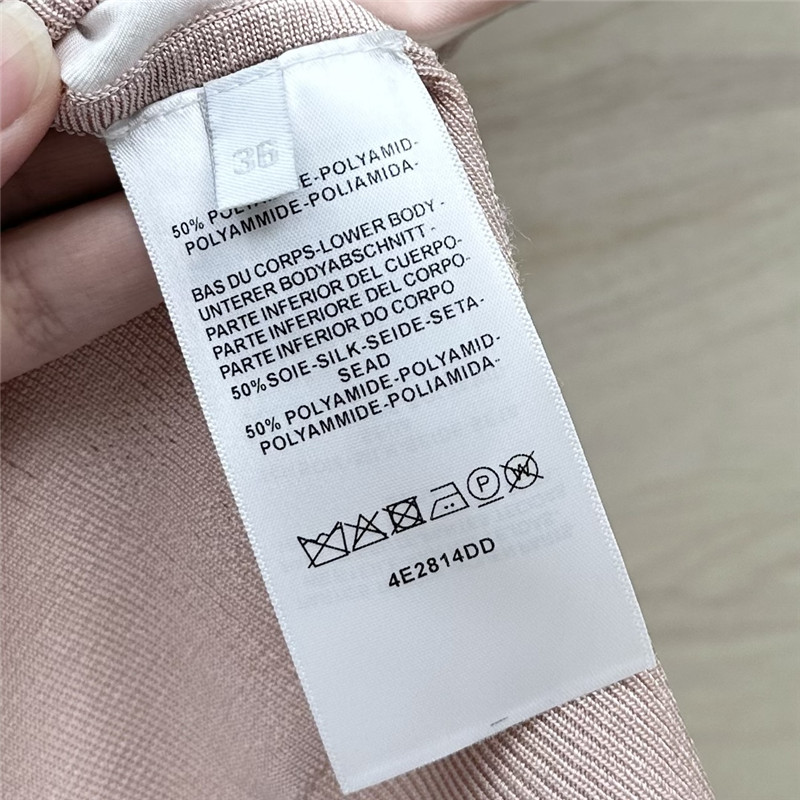 36
50% E-POLYAMID-
POLYAMMIDE-POLIAMIDA-
BAS DU CORPS-LOWER BODY -
UNTERER BODYABSCHNITT -
PARTE INFERIOR DEL CUERPO-
PARTE INFERIORE DEL CORPO-
PARTE INFERIOR DO CORPO
50%SOIE-SILK-SEIDE-SETA-
SEAD
50% POLYAMIDE-POLYAMID-
POLYAMMIDE-POLIAMIDA-
P
W
4E2814DD